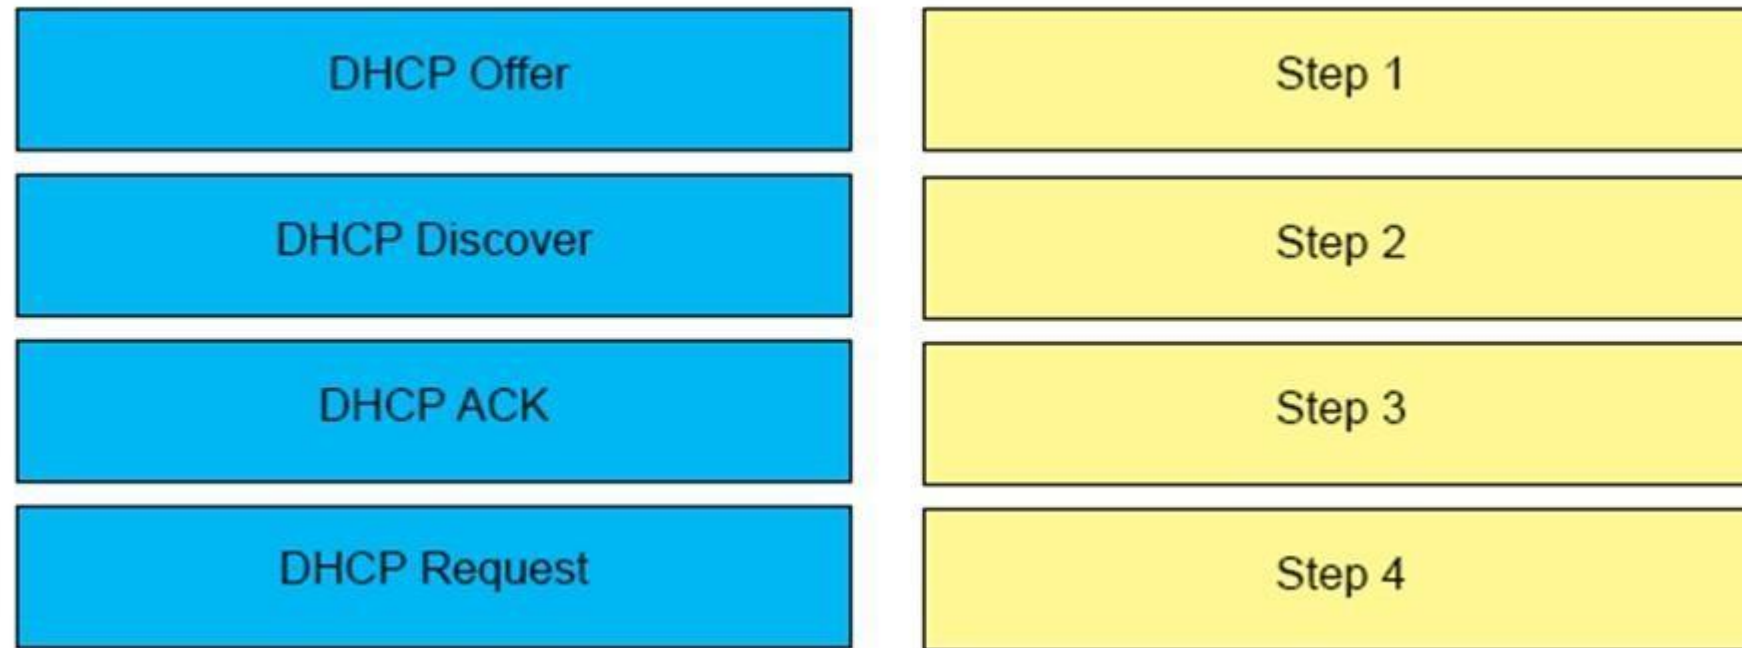 DHCP Offer
Step 1
DHCP Discover
Step 2
DHCP ACK
Step 3
DHCP Request
Step 4